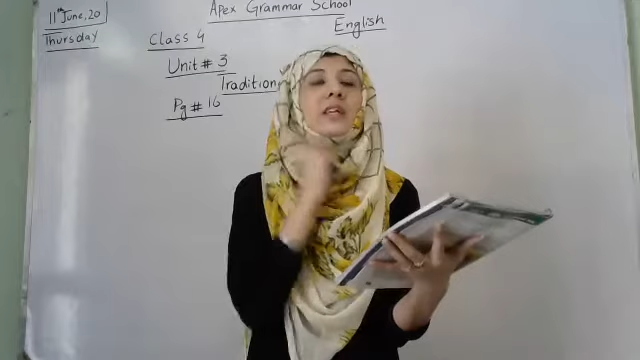 Apex Grammar School
11th June, 20
Thursday
English
Class 4
Unit # 3
Tradition
Pg # 16